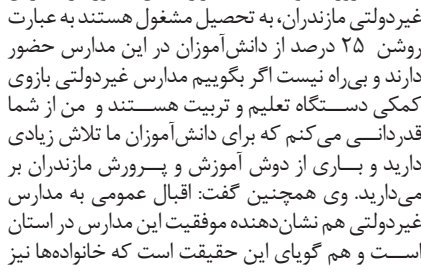 غیردولتی مازندران، به تحصیل مشغول هستند به عبارت
روشن ۲۵ درصد از دانش‌آموزان در این مدارس حضور
دارند و بی‌راه نیست اگر بگوییم مدارس غیردولتی بازوی
کمکی دستگاه تعلیم و تربیت هستند و من از شما
قدردانی می‌کنم که برای دانش‌آموزان ما تلاش زیادی
دارید و باری از دوش آموزش و پرورش مازندران بر
می‌دارید. وی همچنین گفت: اقبال عمومی به مدارس
غیردولتی هم نشان‌دهنده موفقیت این مدارس در استان
است و هم گویای این حقیقت است که خانواده‌ها نیز